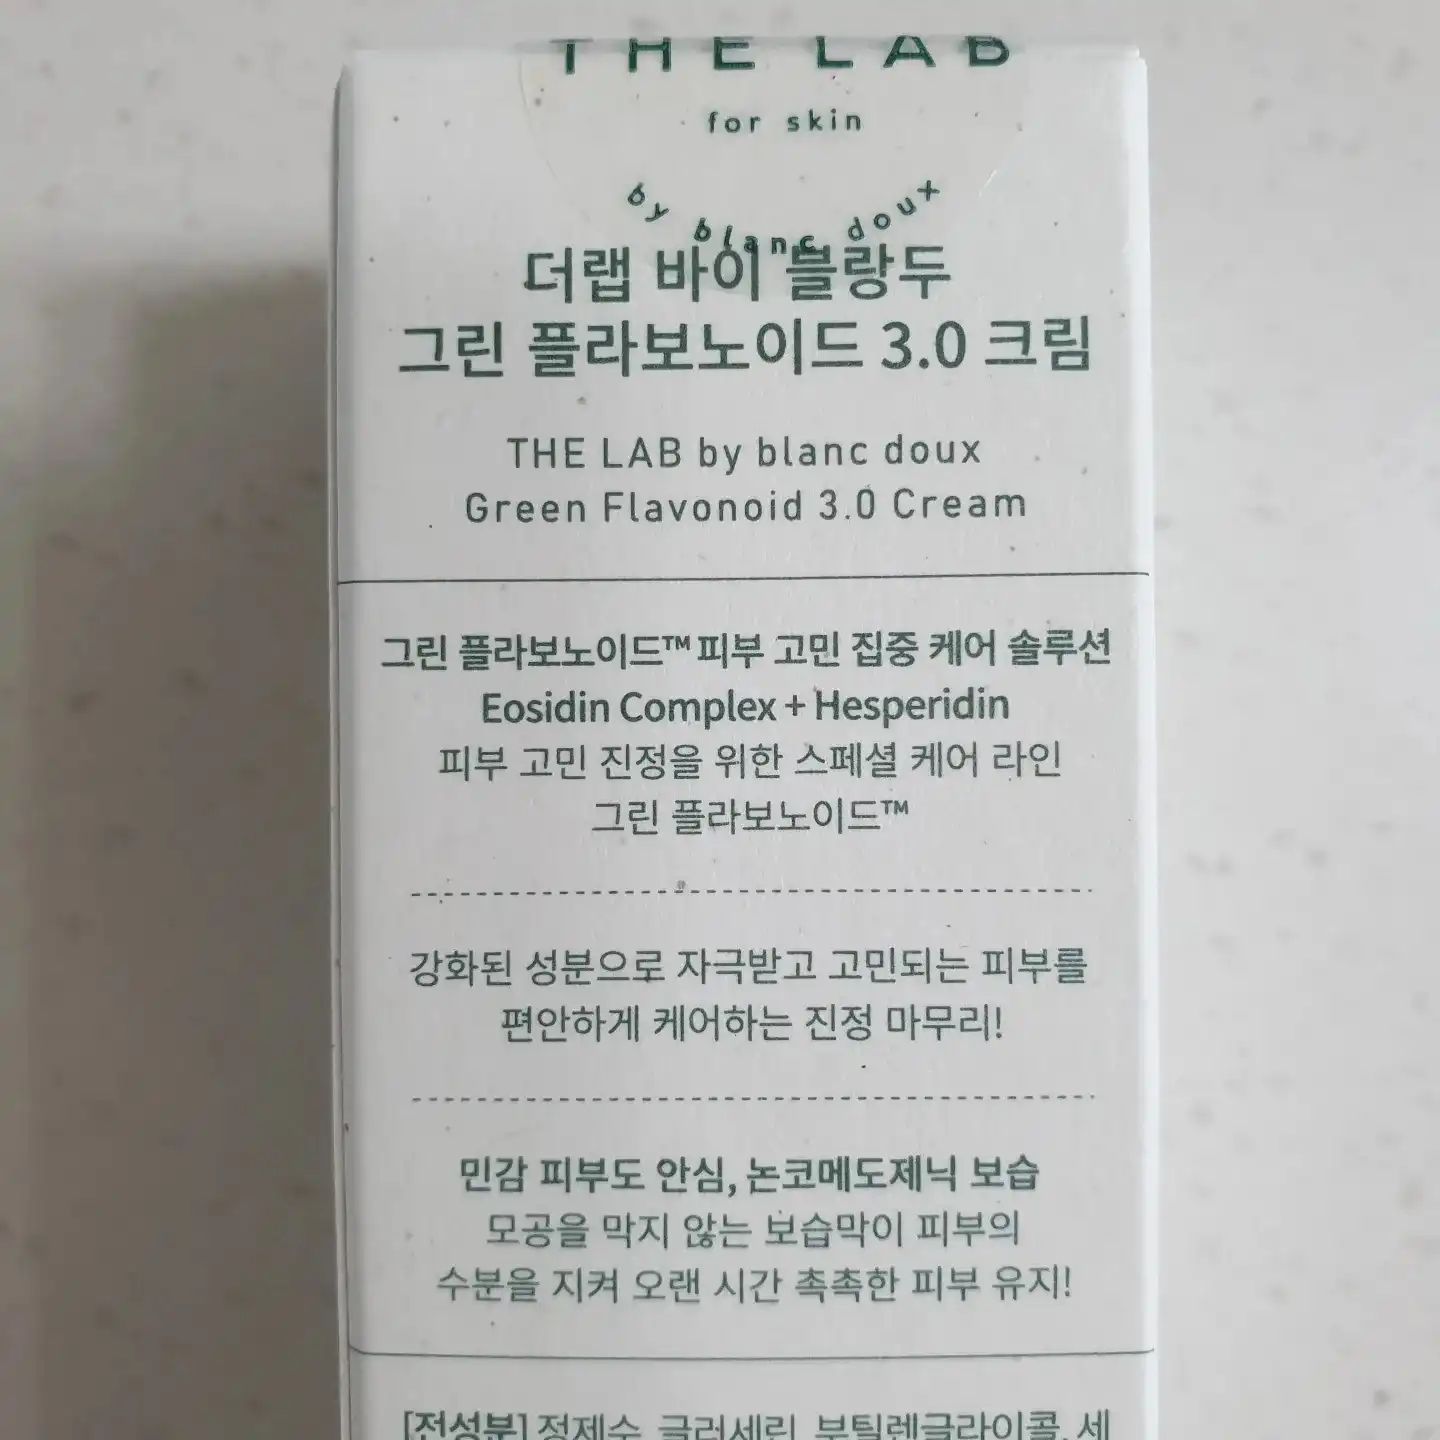 THE LAB
for skin
by blanc doux
더랩 바이 블랑두
그린 플라보노이드 3.0 크림
THE LAB by blanc doux
Green Flavonoid 3.0 Cream
그린 플라보노이드™ 피부 고민 집중 케어 솔루션
Eosidin Complex + Hesperidin
피부 고민 진정을 위한 스페셜 케어 라인
그린 플라보노이드™
강화된 성분으로 자극받고 고민되는 피부를
편안하게 케어하는 진정 마무리!
민감 피부도 안심, 논코메도제닉 보습
모공을 막지 않는 보습막이 피부의
수분을 지켜 오랜 시간 촉촉한 피부 유지!
[전성분] 정제수, 글리세린, 부틸렌글라이콜, 세